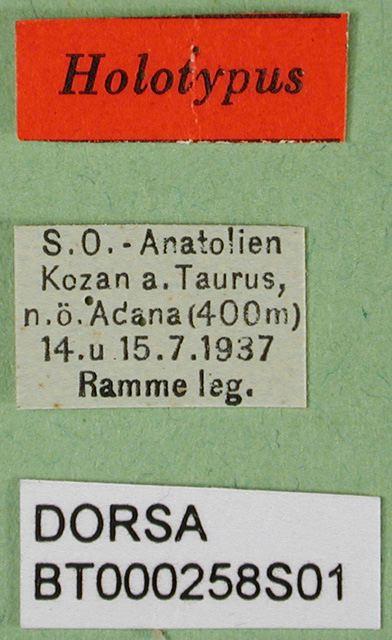 Holotypus
S.O.-Anatolien
Kozan a. Taurus,
n.ö. Adana (400m)
14.u 15.7.1937
Ramme leg.
DORSA
BT000258S01